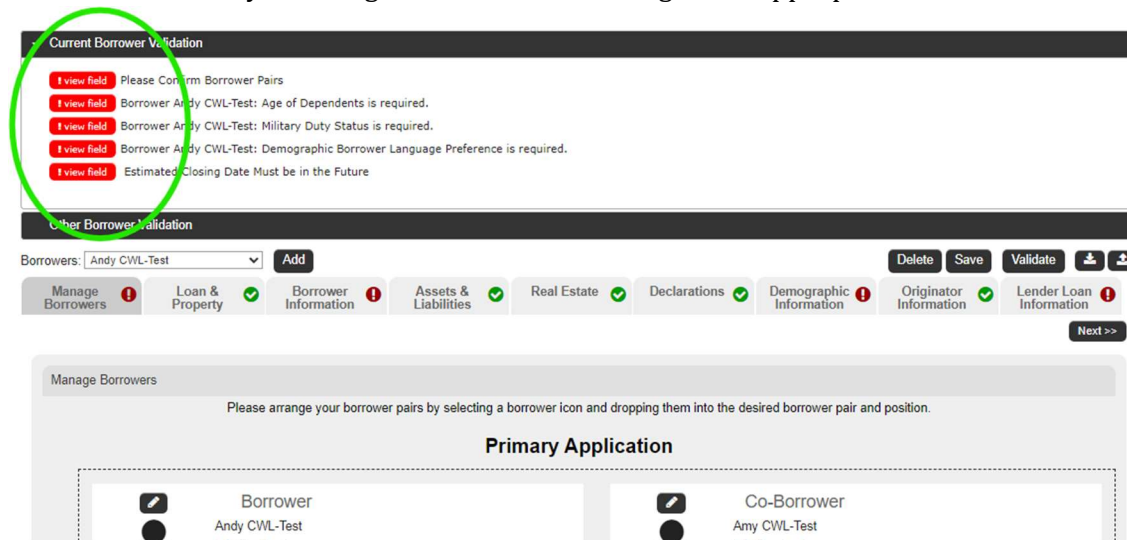 Current Borrower Validation
! view field Please Confirm Borrower Pairs
! view field Borrower Andy CWL-Test: Age of Dependents is required.
! view field Borrower Andy CWL-Test: Military Duty Status is required.
! view field Borrower Andy CWL-Test: Demographic Borrower Language Preference is required.
! view field Estimated Closing Date Must be in the Future
Other Borrower Validation
Borrowers: Andy CWL-Test Add Delete Save Validate
Manage Borrowers Loan & Property Borrower Information Assets & Liabilities Real Estate Declarations Demographic Information Originator Information Lender Loan Information
Next >>
Manage Borrowers
Please arrange your borrower pairs by selecting a borrower icon and dropping them into the desired borrower pair and position.
Primary Application
Borrower Co-Borrower
Andy CWL-Test Amy CWL-Test